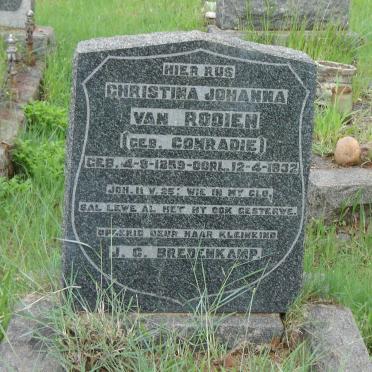 HIER RUS
CHRISTINA JOHANNA
VAN ROOIEN
(GEB. CONRADIE)
GEB. 4-9-1859-OORL. 12-4-1932
JOH. 11 V. 25: WIE IN MY GLO,
SAL LEWE AL HET HY OOK GESTERWE.
OPGERIG DEUR HAAR KLEINKIND
J. C. BREDENKAMP.